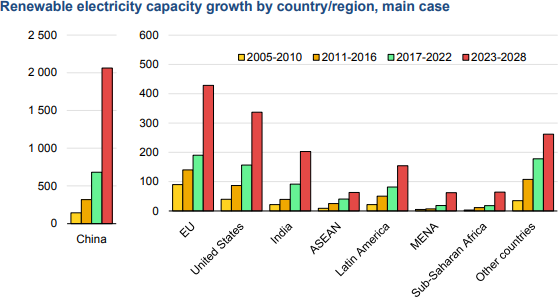 Renewable electricity capacity growth by country/region, main case
2 500
2 000
1 500
1 000
500
0
China
600
500
400
300
200
100
0
2005-2010 2011-2016 2017-2022 2023-2028
EU
United States
India
ASEAN
Latin America
MENA
Sub-Saharan Africa
Other countries